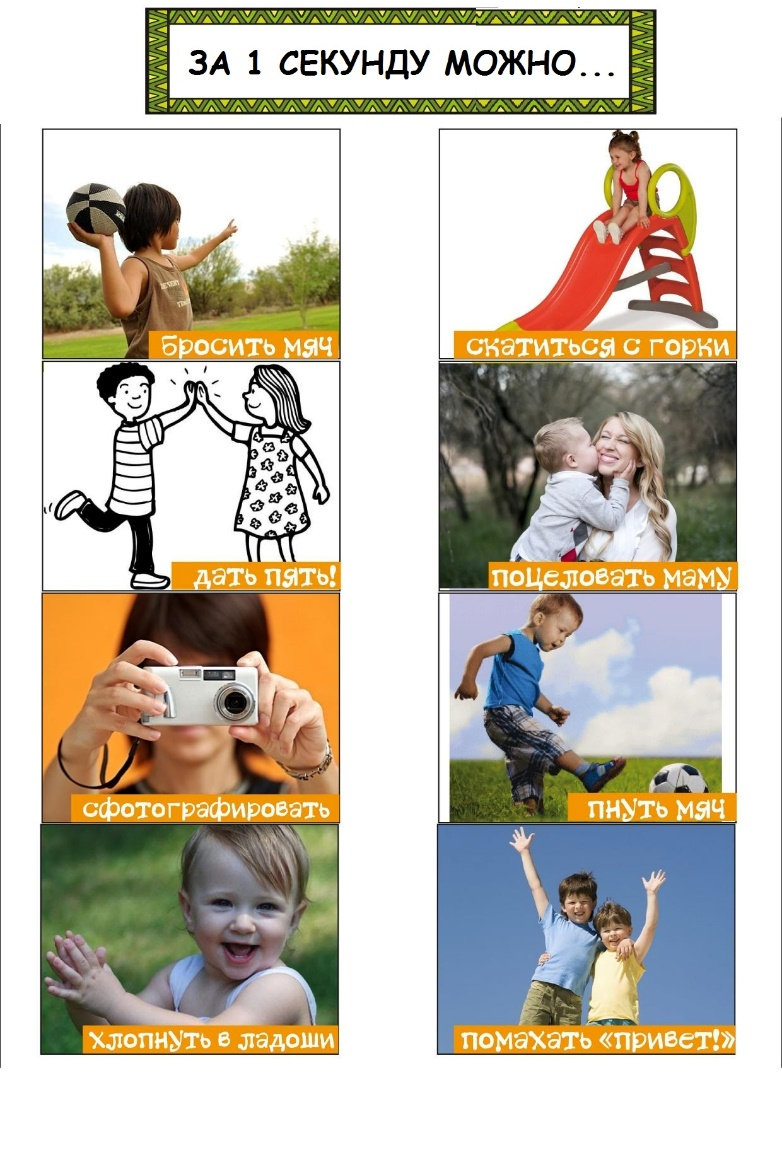 ЗА 1 СЕКУНДУ МОЖНО...
бросить мяч
скатиться с горки
дать пять!
поцеловать маму
сфотографировать
пнуть мяч
хлопнуть в ладоши
помахать «привет!»